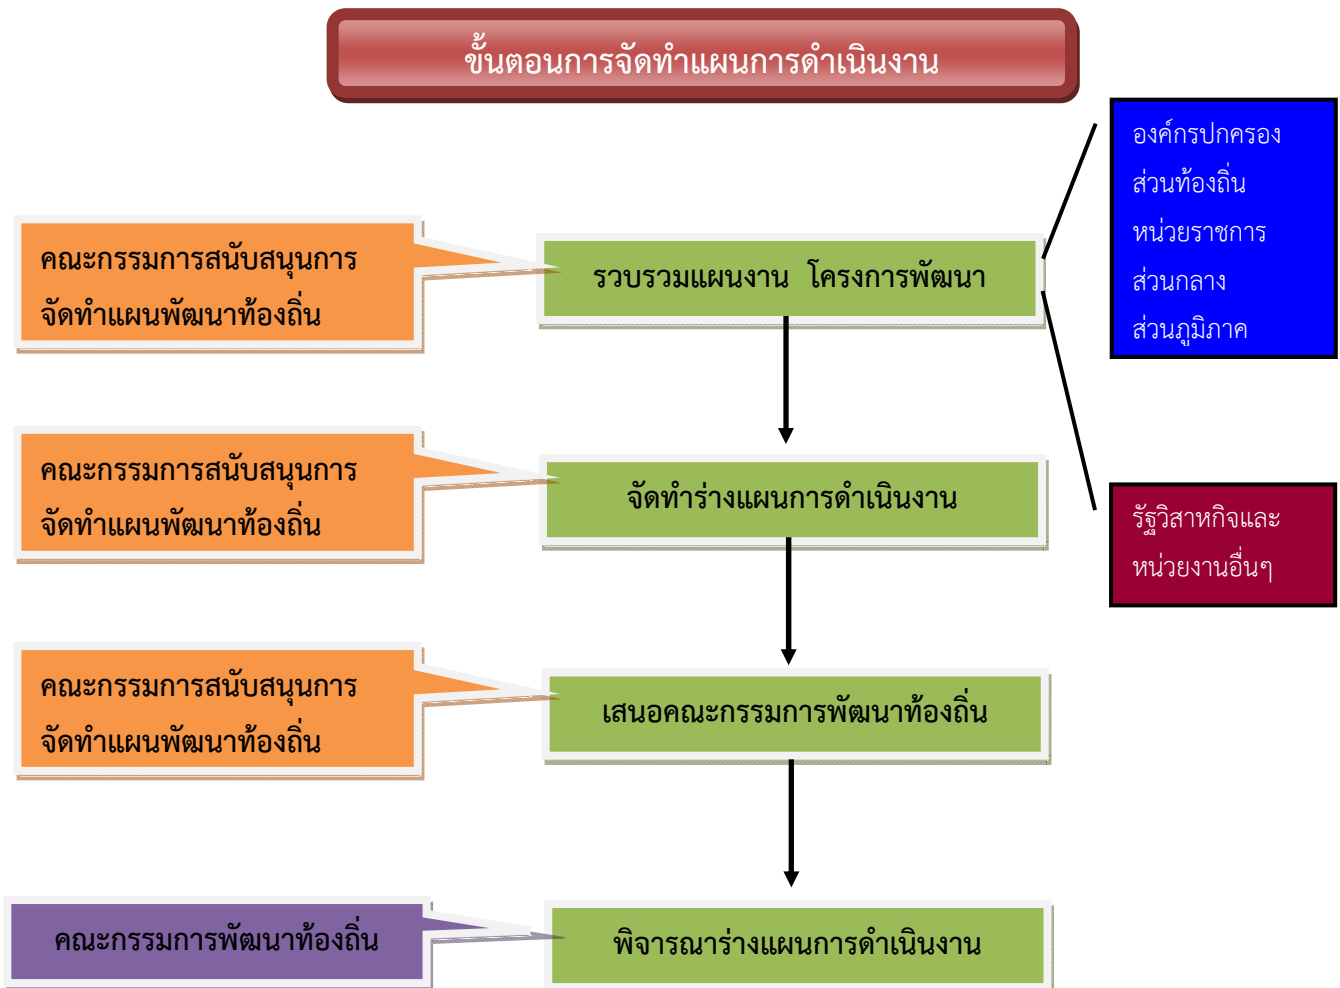 ขั้นตอนการจัดทำแผนการดำเนินงาน
องค์กรปกครอง
ส่วนท้องถิ่น
หน่วยราชการ
ส่วนกลาง
ส่วนภูมิภาค
คณะกรรมการสนับสนุนการ
จัดทำแผนพัฒนาท้องถิ่น
รวบรวมแผนงาน โครงการพัฒนา
คณะกรรมการสนับสนุนการ
จัดทำแผนพัฒนาท้องถิ่น
จัดทำร่างแผนการดำเนินงาน
รัฐวิสาหกิจและ
หน่วยงานอื่นๆ
คณะกรรมการสนับสนุนการ
จัดทำแผนพัฒนาท้องถิ่น
เสนอคณะกรรมการพัฒนาท้องถิ่น
คณะกรรมการพัฒนาท้องถิ่น
พิจารณาร่างแผนการดำเนินงาน